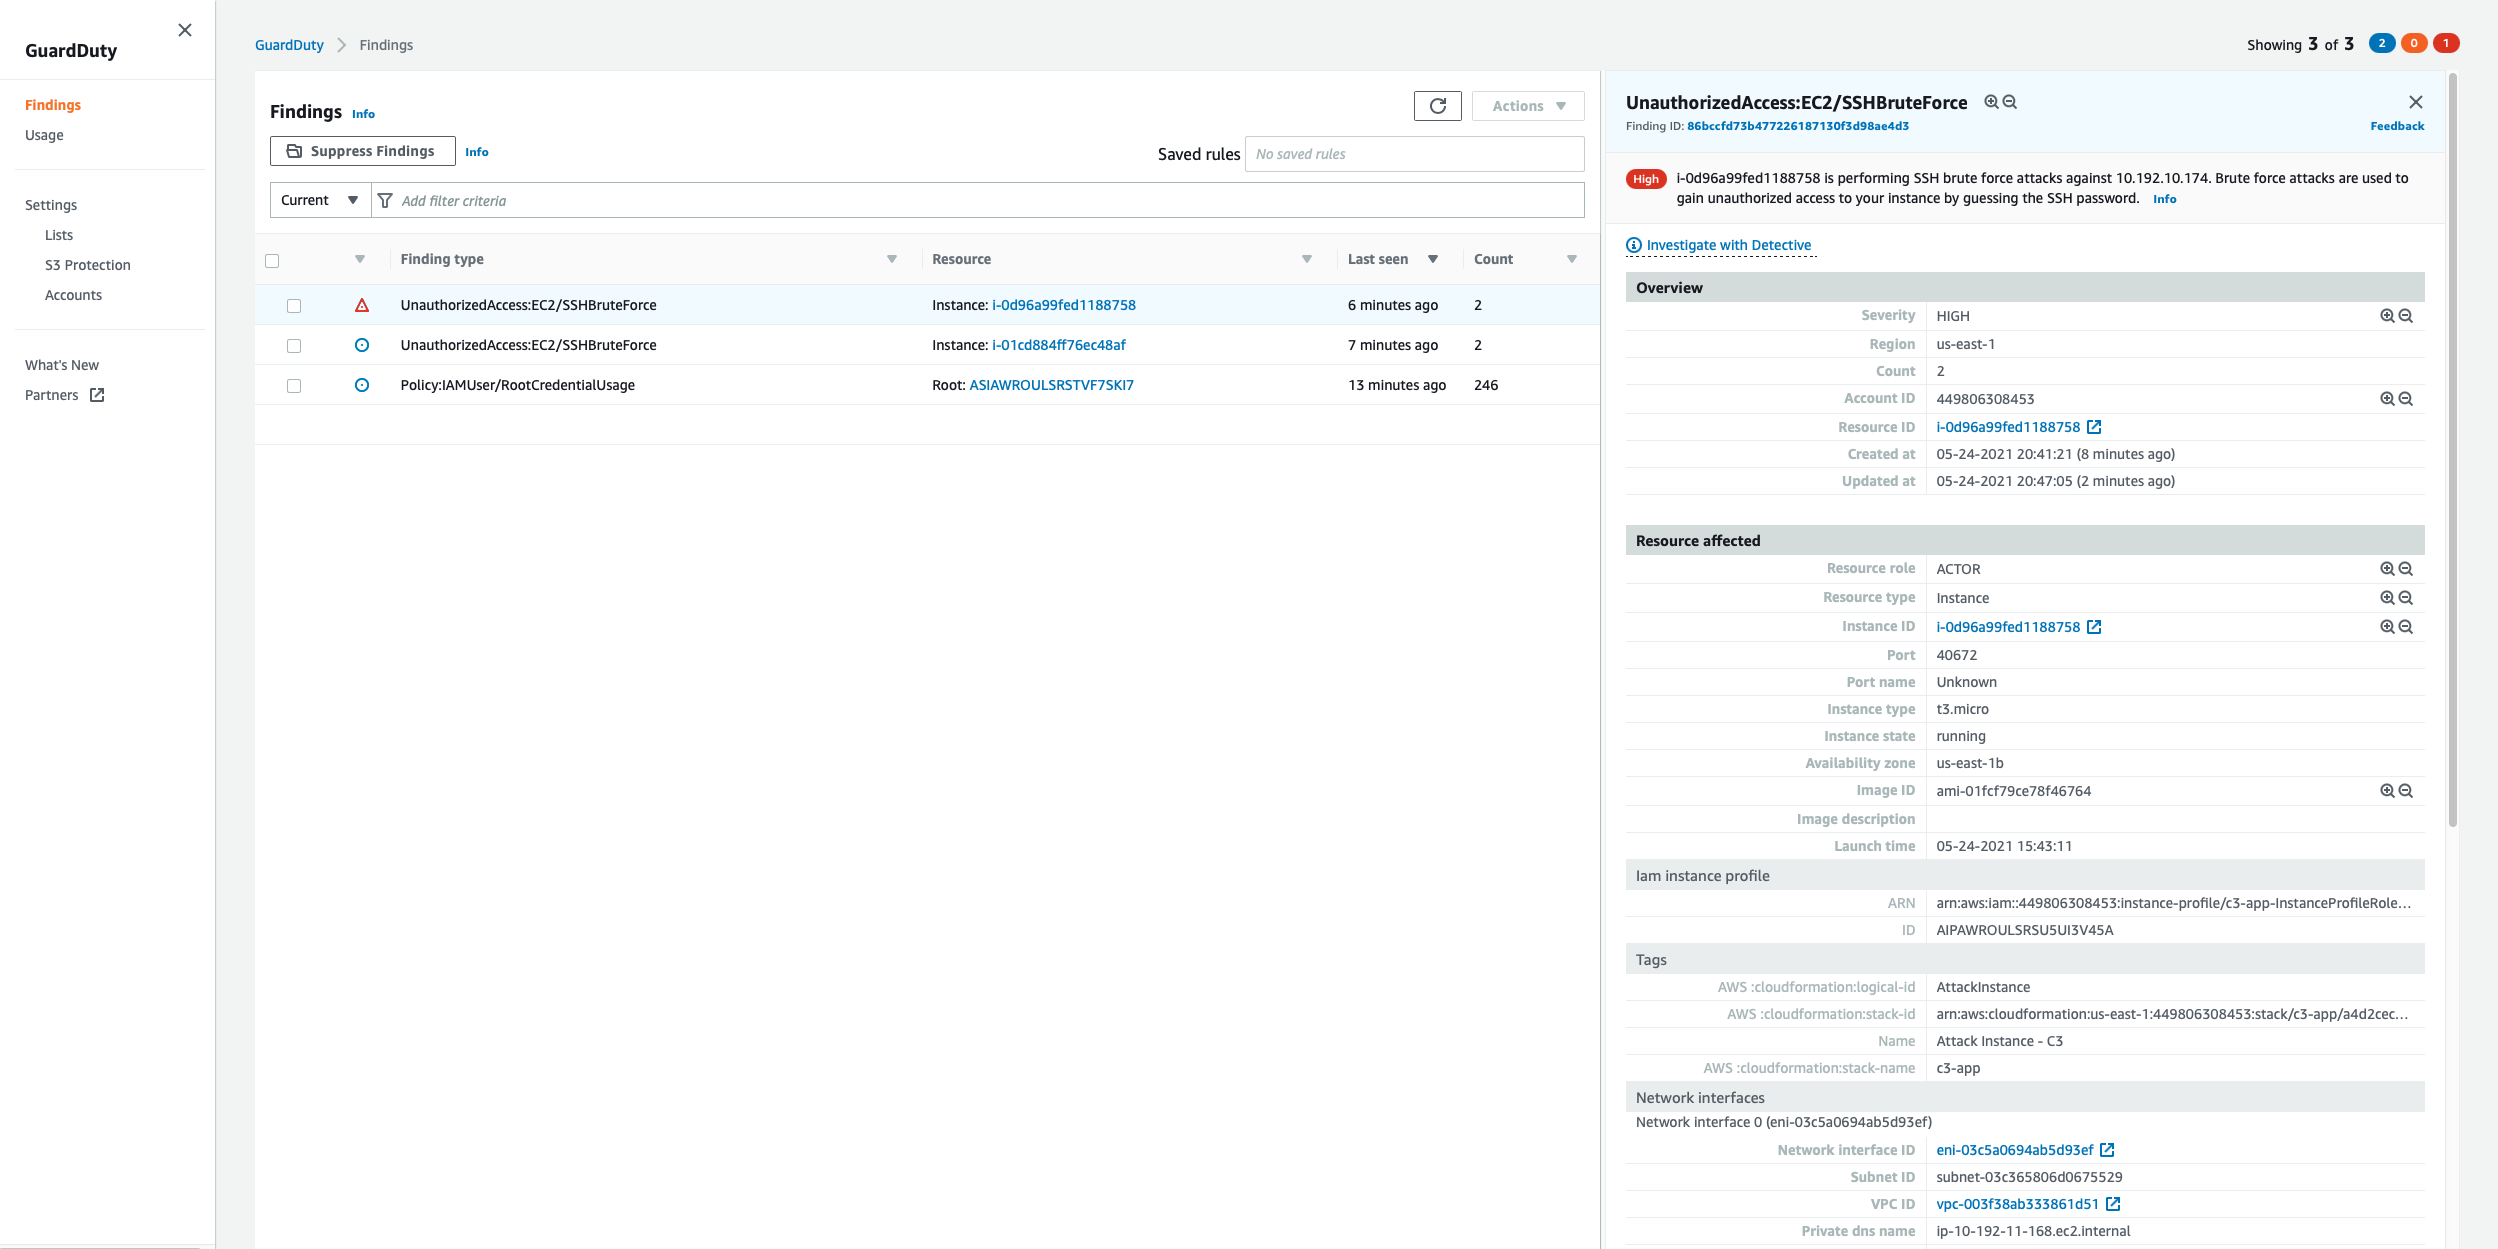 GuardDuty
Findings
Usage
Settings
Lists
S3 Protection
Accounts
What's New
Partners
GuardDuty Findings
Showing 3 of 3 2 0 1
Findings Info
Actions
Suppress Findings Info
Saved rules No saved rules
Current Add filter criteria
Finding type Resource Last seen Count
UnauthorizedAccess:EC2/SSHBruteForce Instance: i-0d96a99fed1188758 6 minutes ago 2
UnauthorizedAccess:EC2/SSHBruteForce Instance: i-01cd884ff76ec48af 7 minutes ago 2
Policy:IAMUser/RootCredentialUsage Root: ASIAWROULSRSTVF7SKI7 13 minutes ago 246
UnauthorizedAccess:EC2/SSHBruteForce
Finding ID: 86bccfd73b477226187130f3d98ae4d3 Feedback
High i-0d96a99fed1188758 is performing SSH brute force attacks against 10.192.10.174. Brute force attacks are used to
gain unauthorized access to your instance by guessing the SSH password. Info
Investigate with Detective
Overview
Severity HIGH
Region us-east-1
Count 2
Account ID 449806308453
Resource ID i-0d96a99fed1188758
Created at 05-24-2021 20:41:21 (8 minutes ago)
Updated at 05-24-2021 20:47:05 (2 minutes ago)
Resource affected
Resource role ACTOR
Resource type Instance
Instance ID i-0d96a99fed1188758
Port 40672
Port name Unknown
Instance type t3.micro
Instance state running
Availability zone us-east-1b
Image ID ami-01fcf79ce78f46764
Image description
Launch time 05-24-2021 15:43:11
Iam instance profile
ARN arn:aws:iam::449806308453:instance-profile/c3-app-InstanceProfileRole...
ID AIPAWROULSRSU5UI3V45A
Tags
AWS :cloudformation:logical-id AttackInstance
AWS :cloudformation:stack-id arn:aws:cloudformation:us-east-1:449806308453:stack/c3-app/a4d2cec...
Name Attack Instance - C3
AWS :cloudformation:stack-name c3-app
Network interfaces
Network interface 0 (eni-03c5a0694ab5d93ef)
Network interface ID eni-03c5a0694ab5d93ef
Subnet ID subnet-03c365806d0675529
VPC ID vpc-003f38ab333861d51
Private dns name ip-10-192-11-168.ec2.internal